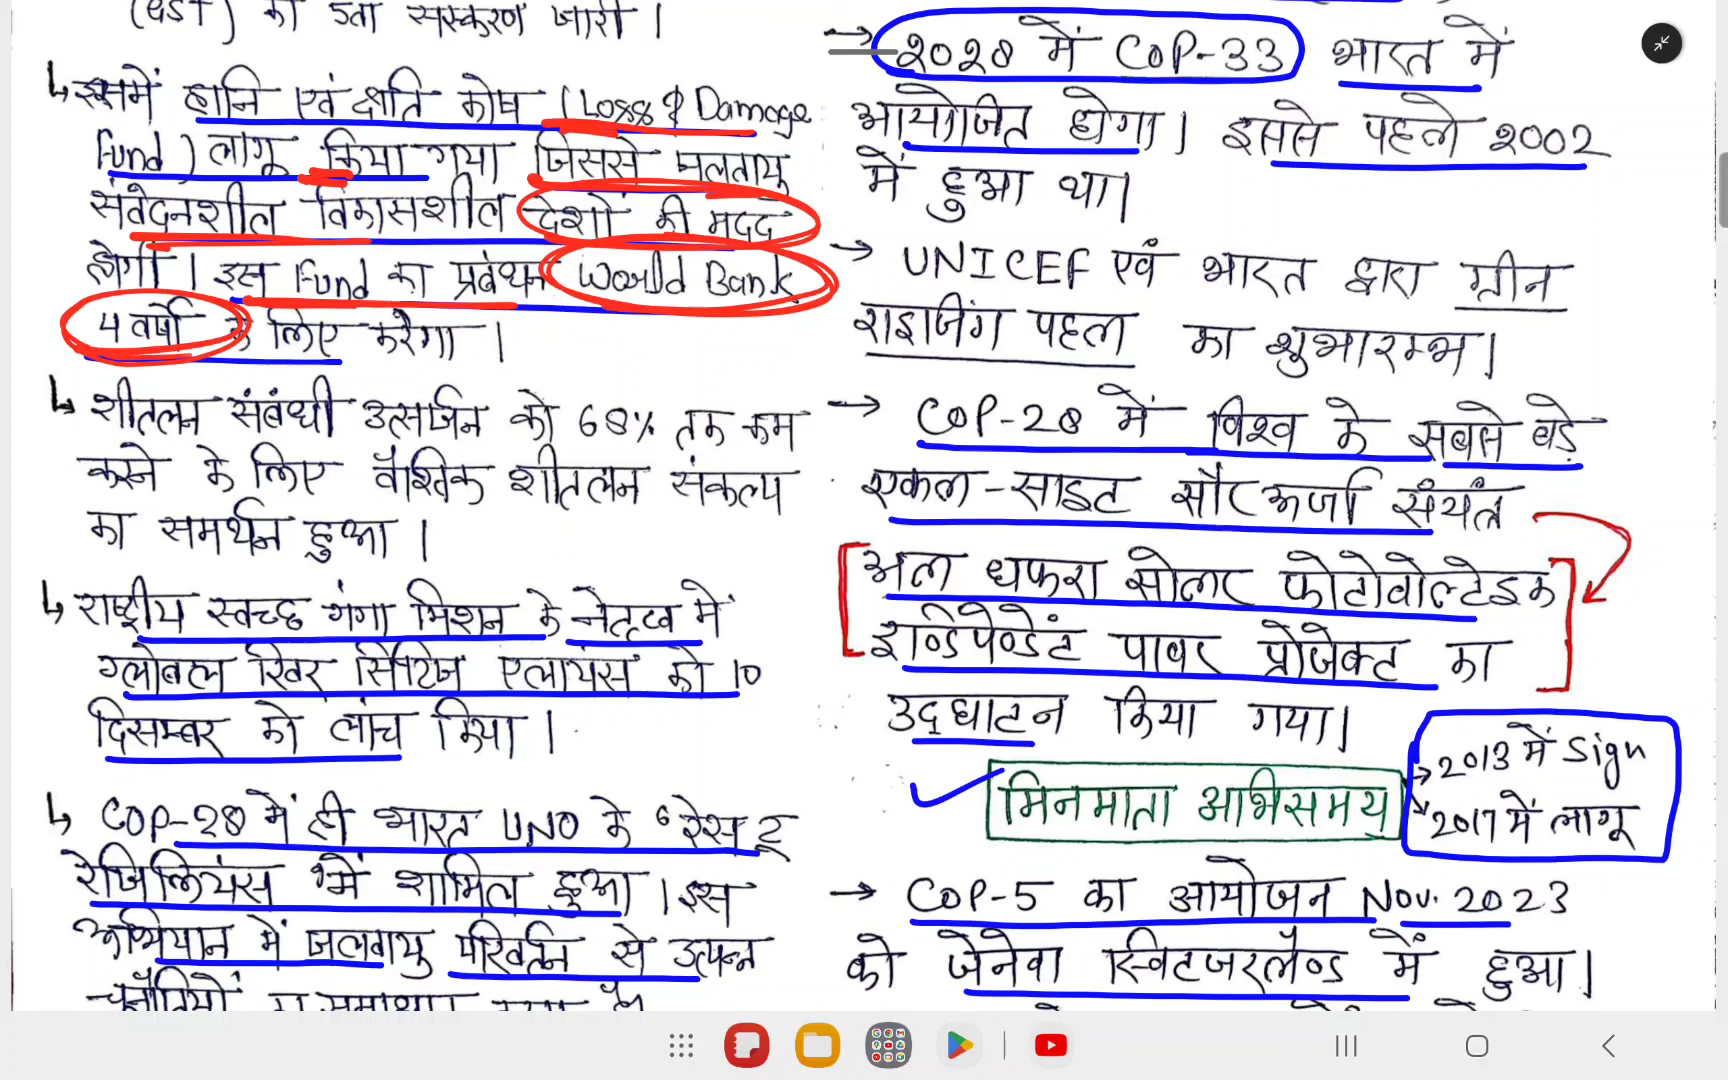 (GST) का 5वा संस्करण जारी ।
इसमें हानि एवं क्षति कोष (Loss & Damage
Fund) लागू किया गया जिससे जलवायु
संवेदनशील विकासशील देशों की मदद
होगी । इस Fund का प्रबंधन World Bank
4 वर्षों के लिए करेगा ।
शीतलन संबंधी उत्सर्जन को 68% तक कम
करने के लिए वैश्विक शीतलन संकल्प
का समर्थन हुआ ।
राष्ट्रीय स्वच्छ गंगा मिशन के नेतृत्व में
ग्लोबल रिवर सिटिज एलायंस को 10
दिसम्बर को लांच किया ।
COP-28 में ही भारत UNO के 'रेस टू
रेजिलियंस' में शामिल हुआ । इस
अभियान में जलवायु परिवर्तन से उत्पन्न
चुनौतियों का समाधान करना है
→ 2028 में COP-33 भारत में
आयोजित होगा । इससे पहले 2002
में हुआ था ।
→ UNICEF एवं भारत द्वारा ग्रीन
राइजिंग पहल का शुभारम्भ ।
→ COP-28 में विश्व के सबसे बड़े
एकल-साइट सौर ऊर्जा संयंत्र
[अल धफरा सोलर फोटोवोल्टेइक
इण्डिपेण्डेंट पावर प्रोजेक्ट] का
उद्घाटन किया गया ।
मिनमाता अभिसमय
→ 2013 में Sign
→ 2017 में लागू
→ COP-5 का आयोजन Nov. 2023
को जेनेवा स्विटजरलैण्ड में हुआ ।